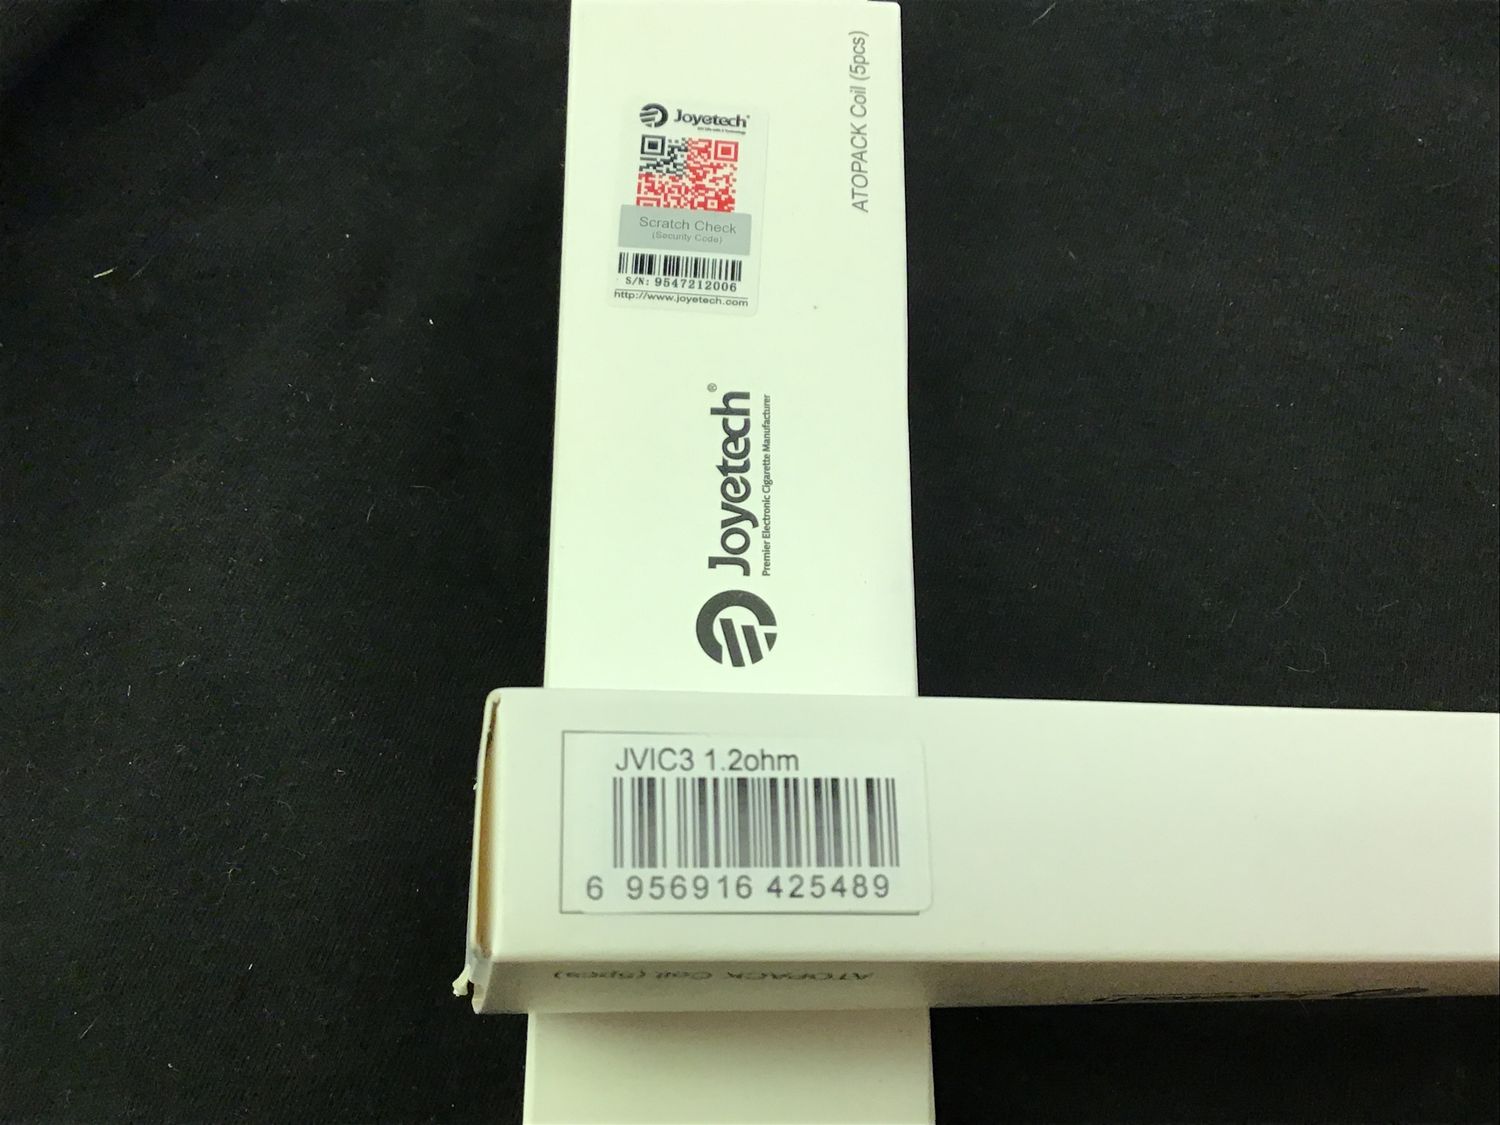 Joyetech
Scratch Check
(Security Code)
S/N: 9547212006
http://www.joyetech.com
ATOPACK Coil (5pcs)
Joyetech®
Premier Electronic Cigarette Manufacturer
JVIC3 1.2ohm
6 956916 425489
ATOPACK Coil (5pcs)